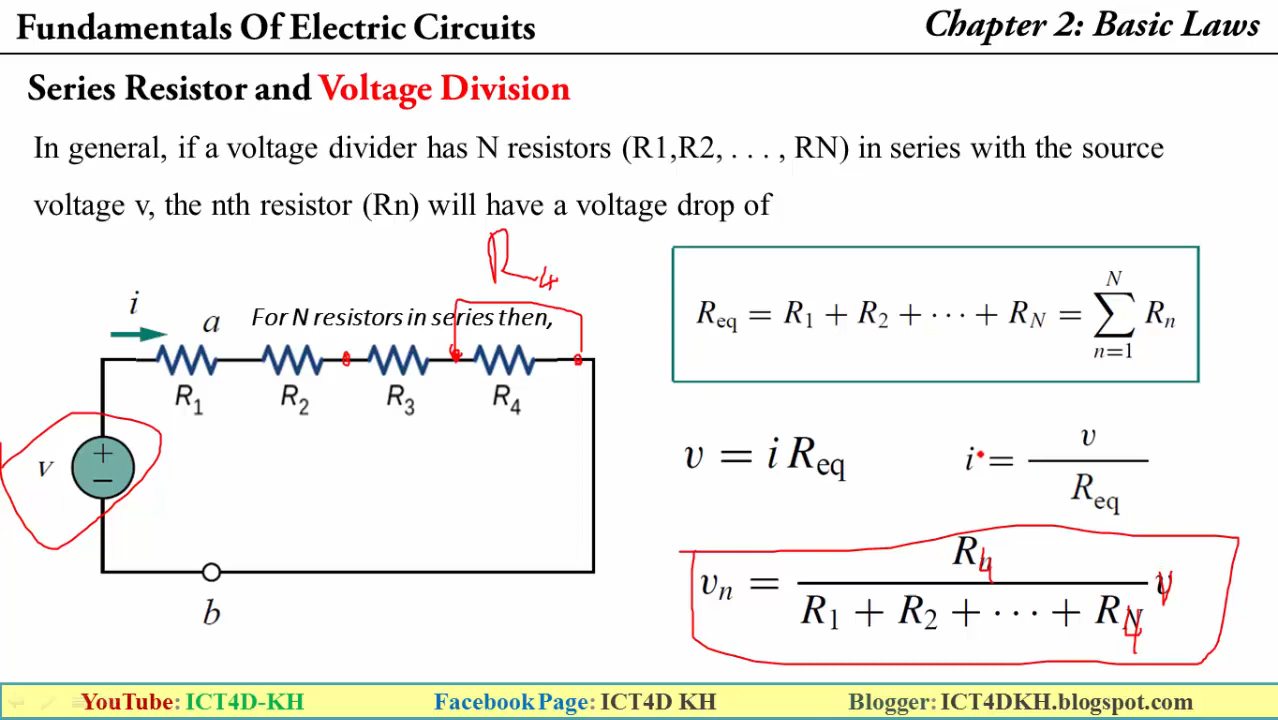 Fundamentals Of Electric Circuits
Chapter 2: Basic Laws
Series Resistor and Voltage Division
In general, if a voltage divider has N resistors (R1,R2, . . . , RN) in series with the source
voltage v, the nth resistor (Rn) will have a voltage drop of
R4
i
a
For N resistors in series then,
R1 R2 R3 R4
v
+
−
b
Req = R1 + R2 + ··· + RN = ∑ n=1 N Rn
v = i Req
i = v / Req
vn = Rn / (R1 + R2 + ··· + RN) v
4
4
YouTube: ICT4D-KH
Facebook Page: ICT4D KH
Blogger: ICT4DKH.blogspot.com